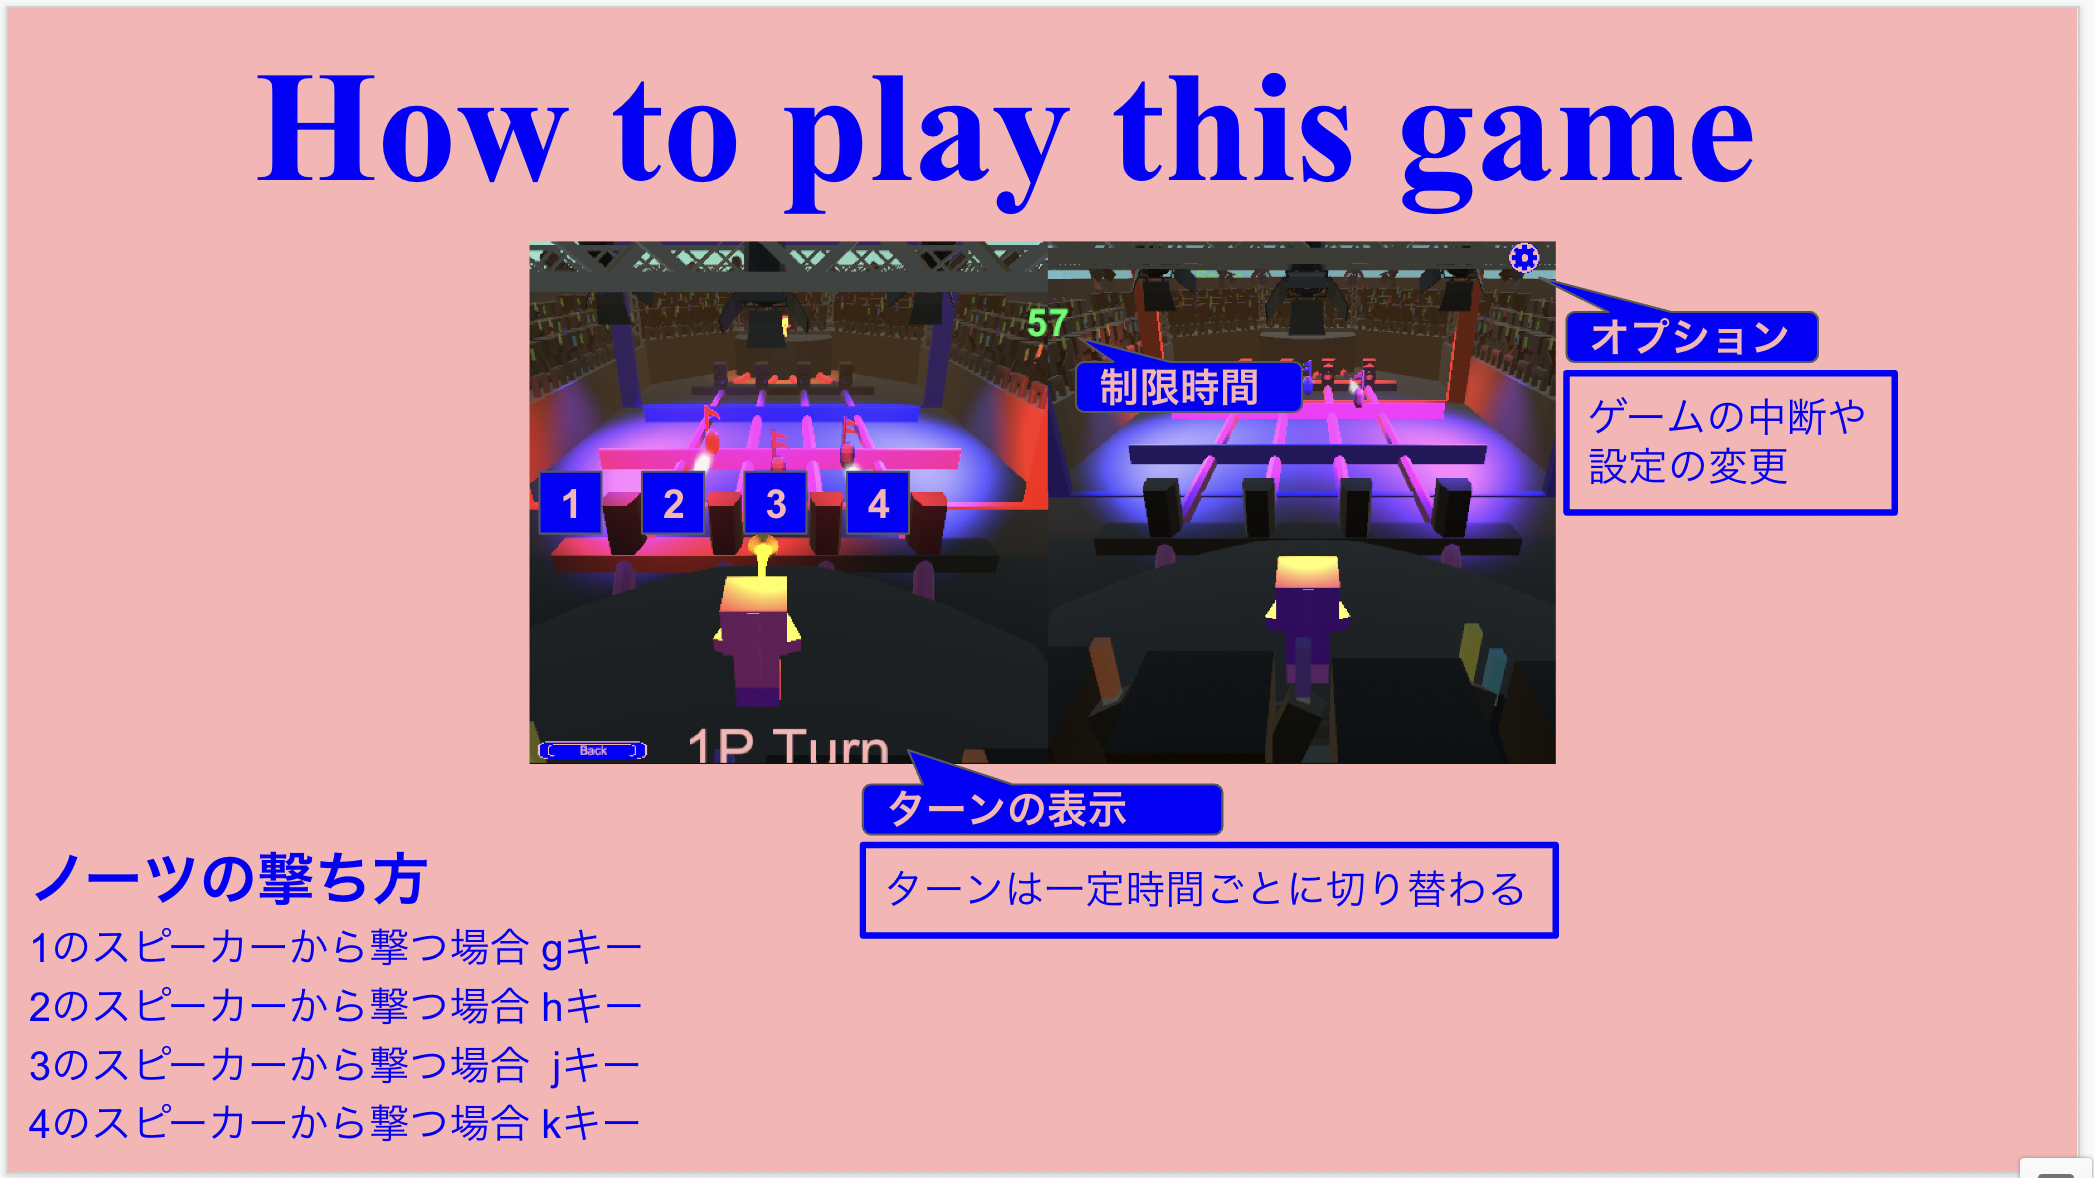 How to play this game
57
オプション
制限時間
ゲームの中断や
設定の変更
1
2
3
4
Back
1P Turn
ターンの表示
ターンは一定時間ごとに切り替わる
ノーツの撃ち方
1のスピーカーから撃つ場合 gキー
2のスピーカーから撃つ場合 hキー
3のスピーカーから撃つ場合 jキー
4のスピーカーから撃つ場合 kキー